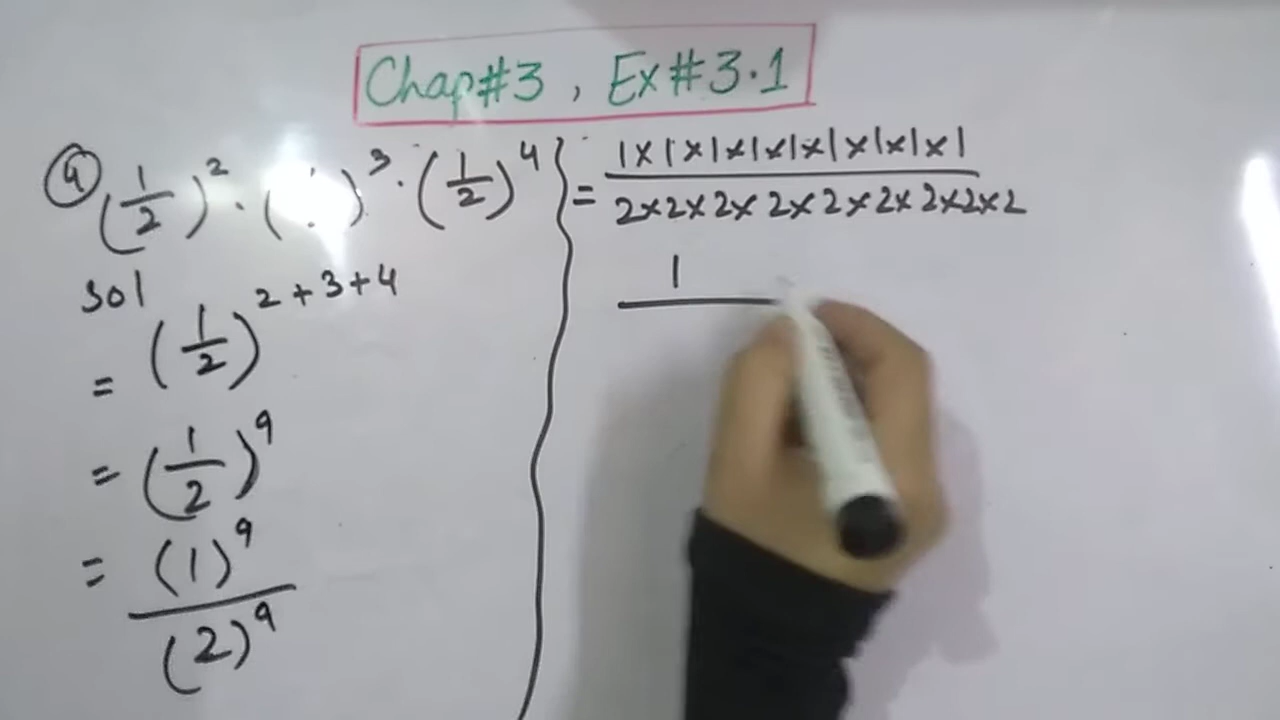 Chap#3, Ex#3.1
④ (1/2)² · ( )³ · (1/2)⁴
Sol
= (1/2)²⁺³⁺⁴
= (1/2)⁹
= (1)⁹/(2)⁹
= 1×1×1×1×1×1×1×1×1/2×2×2×2×2×2×2×2×2
1